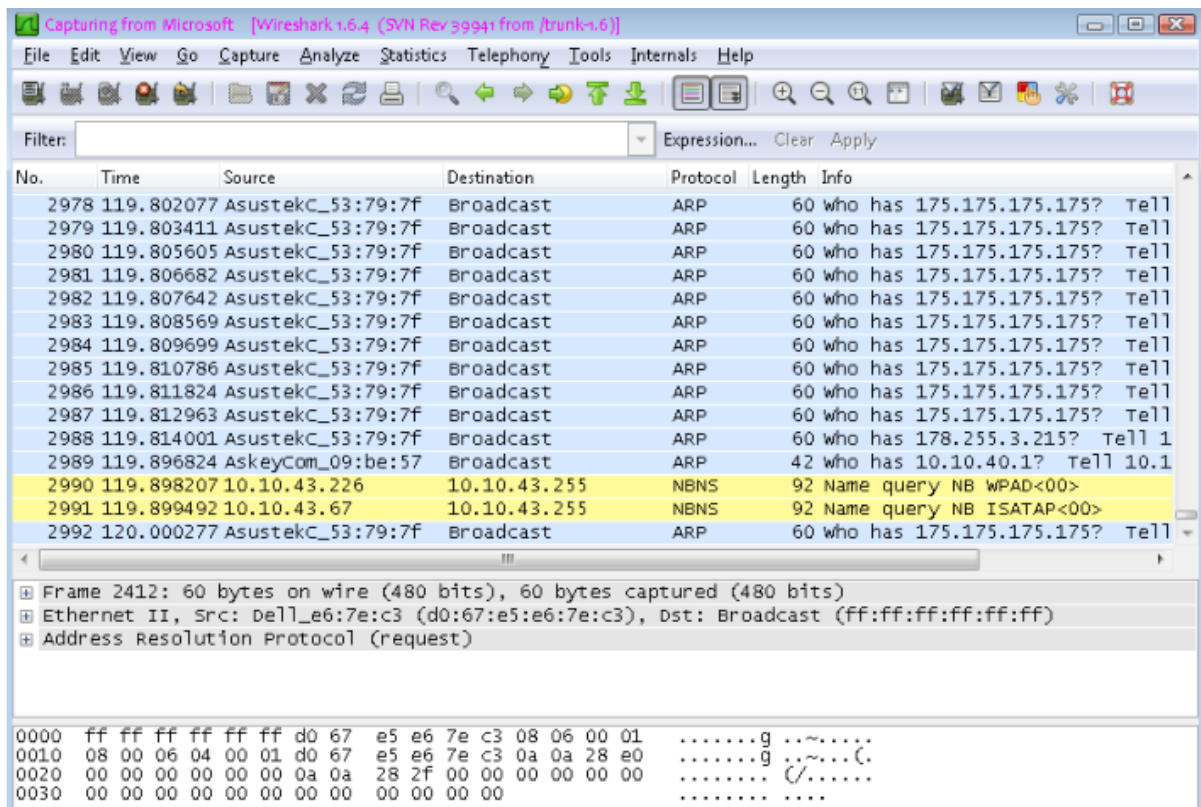 Capturing from Microsoft [Wireshark 1.6.4 (SVN Rev 39941 from /trunk-1.6)]
File Edit View Go Capture Analyze Statistics Telephony Tools Internals Help
Filter: Expression... Clear Apply
No. Time Source Destination Protocol Length Info
2978 119.802077 AsustekC_53:79:7f Broadcast ARP 60 who has 175.175.175.175? Tell
2979 119.803411 AsustekC_53:79:7f Broadcast ARP 60 who has 175.175.175.175? Tell
2980 119.805605 AsustekC_53:79:7f Broadcast ARP 60 who has 175.175.175.175? Tell
2981 119.806682 AsustekC_53:79:7f Broadcast ARP 60 who has 175.175.175.175? Tell
2982 119.807642 AsustekC_53:79:7f Broadcast ARP 60 who has 175.175.175.175? Tell
2983 119.808569 AsustekC_53:79:7f Broadcast ARP 60 who has 175.175.175.175? Tell
2984 119.809699 AsustekC_53:79:7f Broadcast ARP 60 who has 175.175.175.175? Tell
2985 119.810786 AsustekC_53:79:7f Broadcast ARP 60 who has 175.175.175.175? Tell
2986 119.811824 AsustekC_53:79:7f Broadcast ARP 60 who has 175.175.175.175? Tell
2987 119.812963 AsustekC_53:79:7f Broadcast ARP 60 who has 175.175.175.175? Tell
2988 119.814001 AsustekC_53:79:7f Broadcast ARP 60 who has 178.255.3.215? Tell 1
2989 119.896824 AskeyCom_09:be:57 Broadcast ARP 42 who has 10.10.40.1? Tell 10.1
2990 119.898207 10.10.43.226 10.10.43.255 NBNS 92 Name query NB WPAD<00>
2991 119.899492 10.10.43.67 10.10.43.255 NBNS 92 Name query NB ISATAP<00>
2992 120.000277 AsustekC_53:79:7f Broadcast ARP 60 who has 175.175.175.175? Tell
Frame 2412: 60 bytes on wire (480 bits), 60 bytes captured (480 bits)
Ethernet II, Src: Dell_e6:7e:c3 (d0:67:e5:e6:7e:c3), Dst: Broadcast (ff:ff:ff:ff:ff:ff)
Address Resolution Protocol (request)
0000 ff ff ff ff ff ff d0 67 e5 e6 7e c3 08 06 00 01 .......g ..~.....
0010 08 00 06 04 00 01 d0 67 e5 e6 7e c3 0a 0a 28 e0 .......g ..~...(.
0020 00 00 00 00 00 00 0a 0a 28 2f 00 00 00 00 00 00 ........ (/......
0030 00 00 00 00 00 00 00 00 00 00 00 00 ........ ....